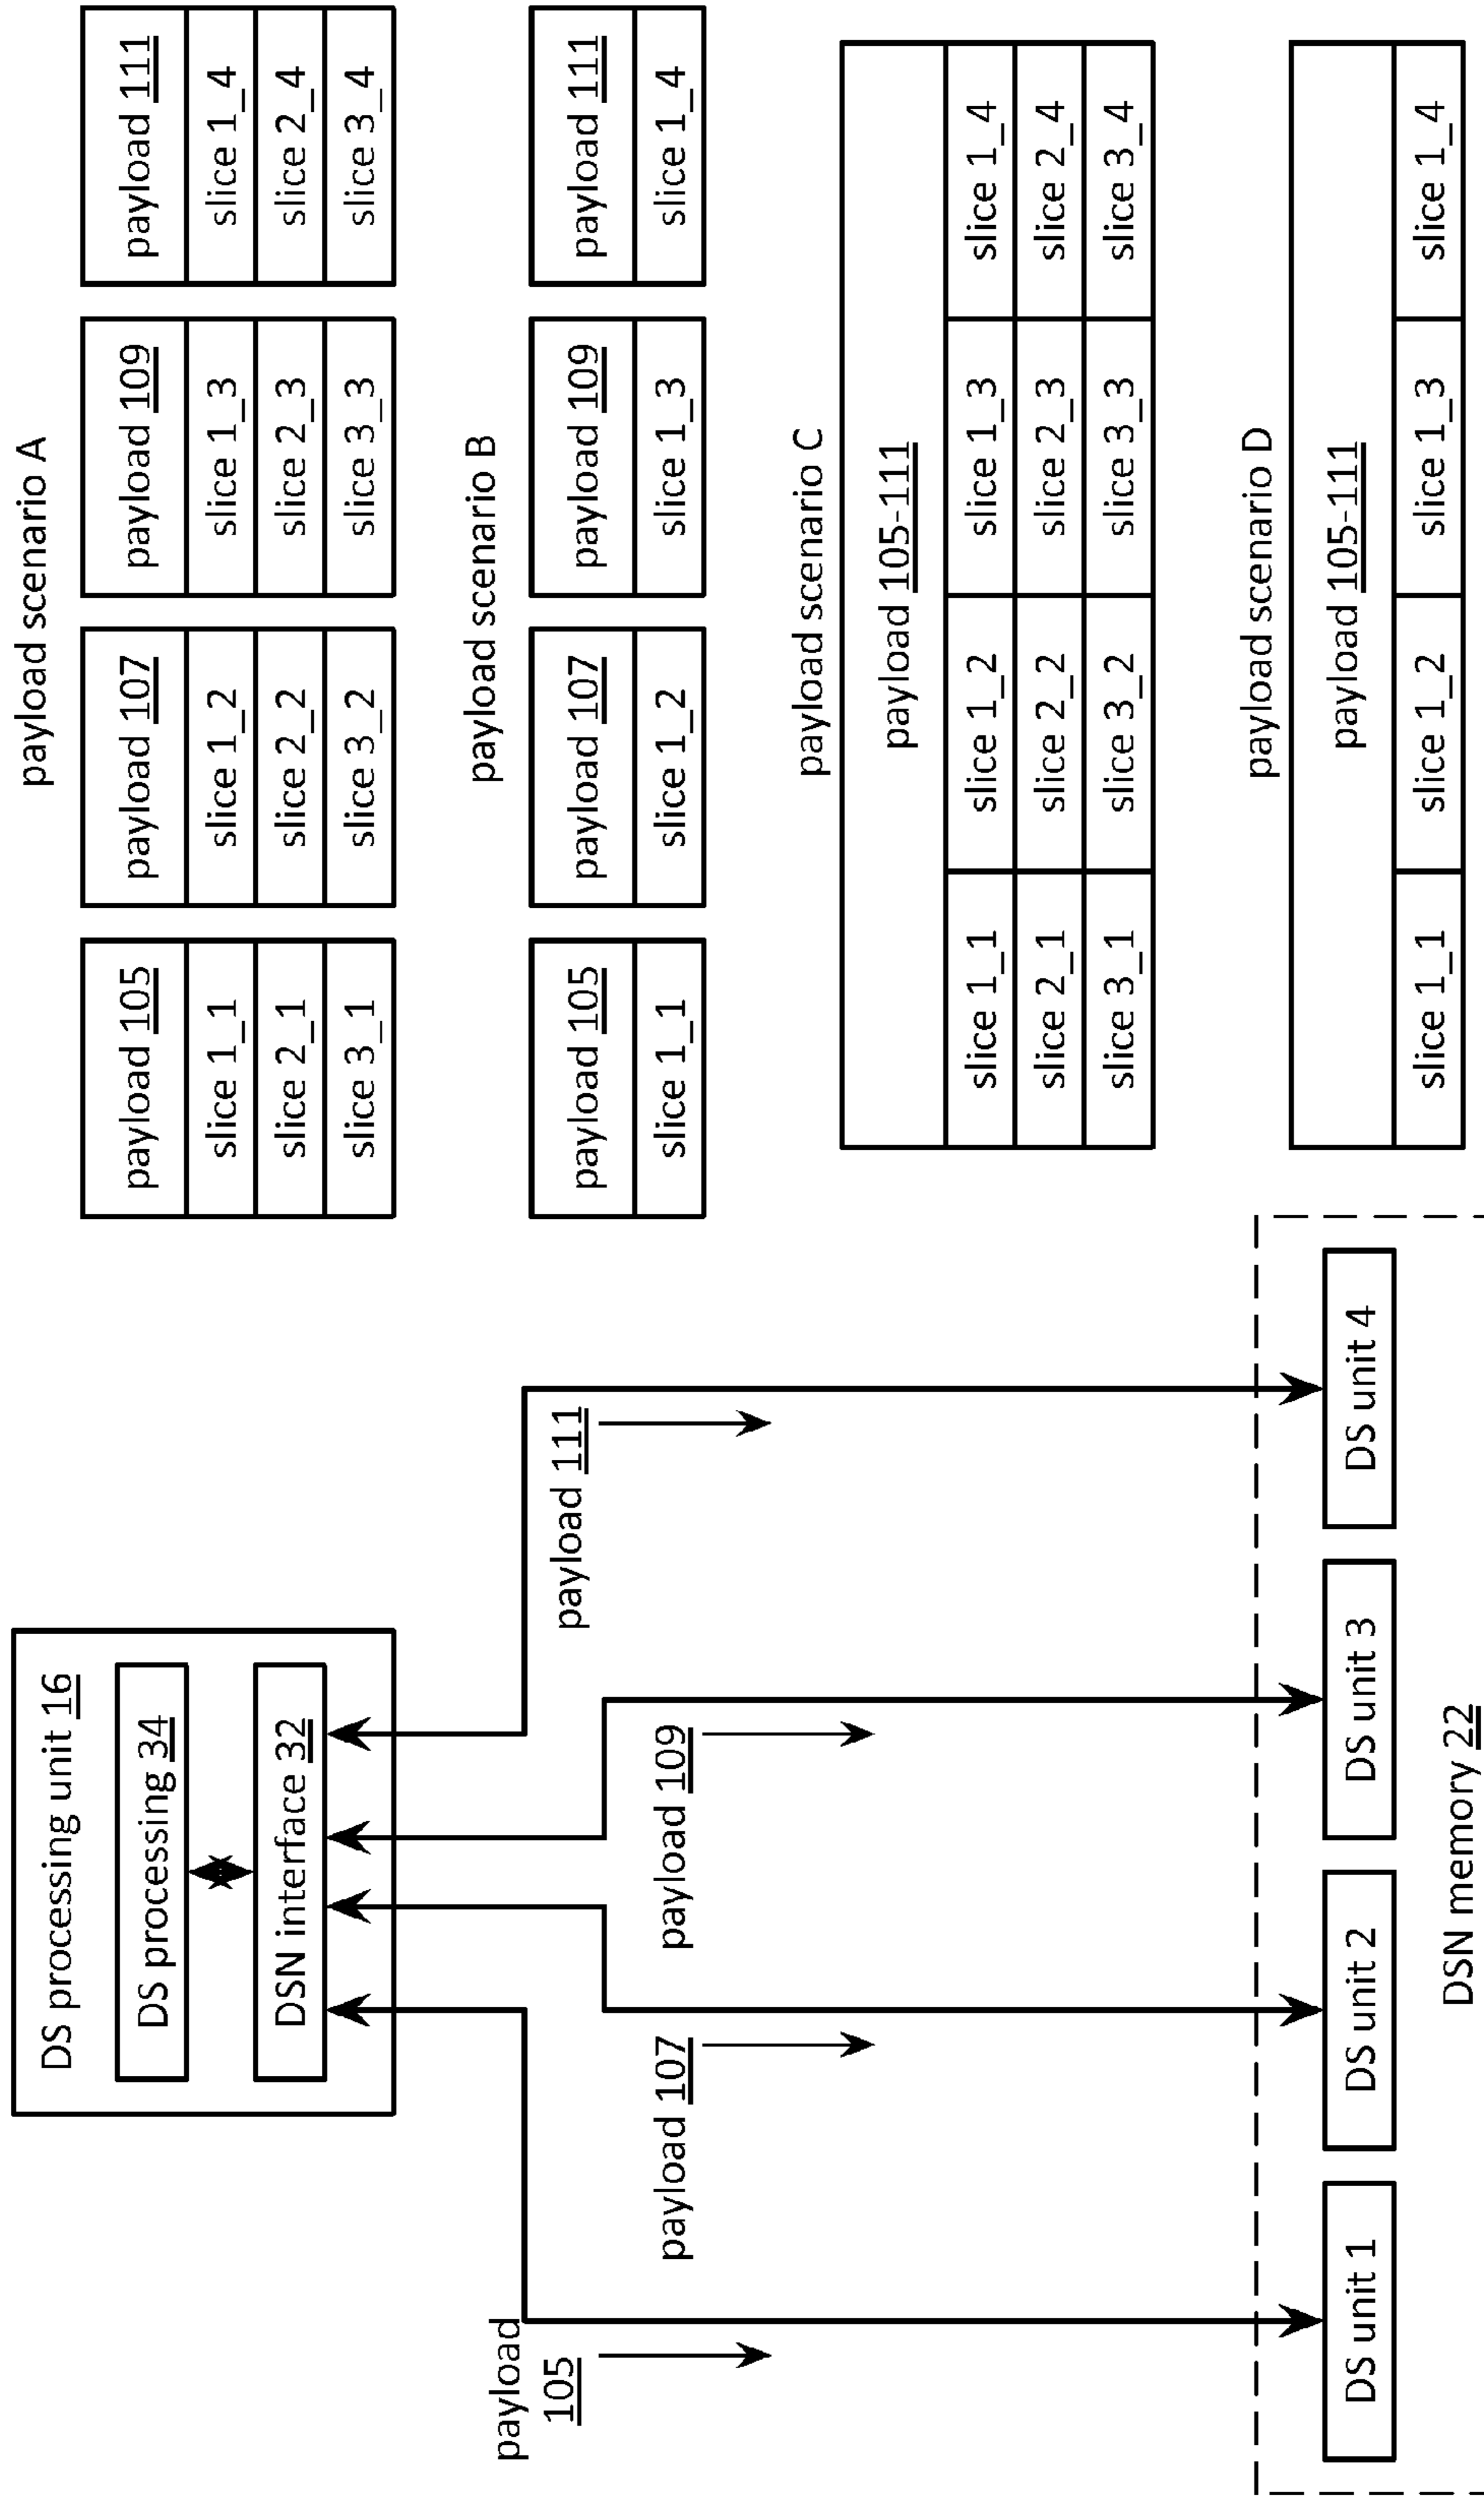 DS processing unit 16
DS processing 34
DSN interface 32
payload
105
payload 107
payload 109
payload 111
DS unit 1
DS unit 2
DS unit 3
DS unit 4
DSN memory 22
payload scenario A
payload 105
payload 107
payload 109
payload 111
slice 1_1
slice 1_2
slice 1_3
slice 1_4
slice 2_1
slice 2_2
slice 2_3
slice 2_4
slice 3_1
slice 3_2
slice 3_3
slice 3_4
payload scenario B
payload 105
payload 107
payload 109
payload 111
slice 1_1
slice 1_2
slice 1_3
slice 1_4
payload scenario C
payload 105-111
slice 1_1
slice 1_2
slice 1_3
slice 1_4
slice 2_1
slice 2_2
slice 2_3
slice 2_4
slice 3_1
slice 3_2
slice 3_3
slice 3_4
payload scenario D
payload 105-111
slice 1_1
slice 1_2
slice 1_3
slice 1_4